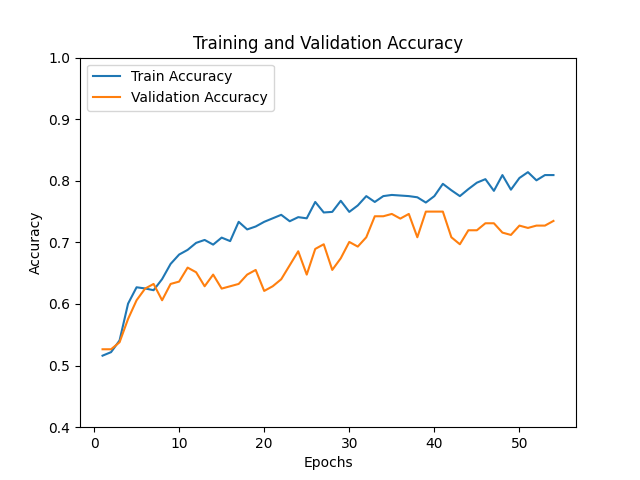 Training and Validation Accuracy
Train Accuracy
Validation Accuracy
1.0
0.9
0.8
0.7
0.6
0.5
0.4
Accuracy
0 10 20 30 40 50
Epochs